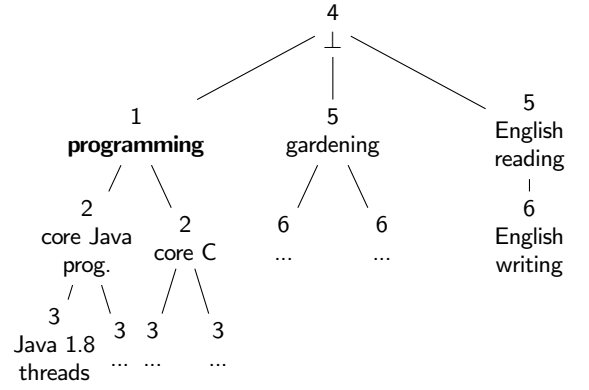 4
⊥
1
programming
5
gardening
5
English
reading
2
core Java
prog.
2
core C
6
...
6
...
6
English
writing
3
Java 1.8
threads
3
...
3
...
3
...